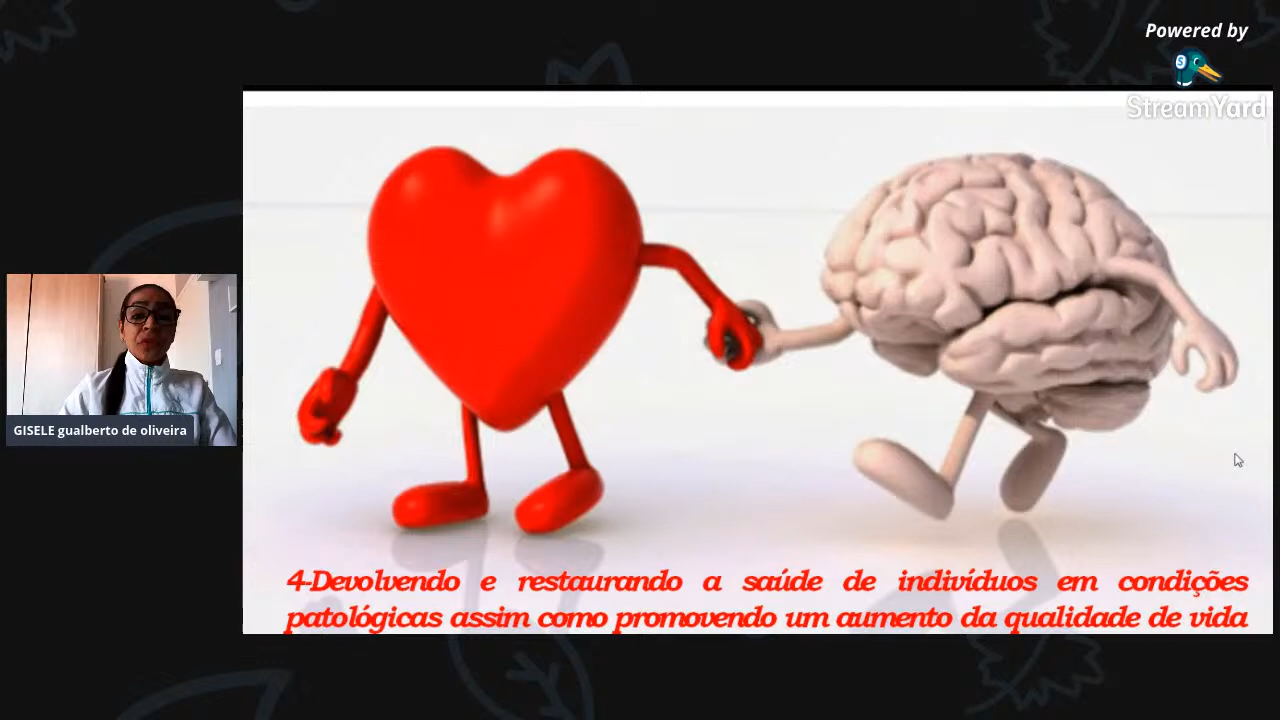 Powered by
StreamYard
GISELE gualberto de oliveira
4-Devolvendo e restaurando a saúde de indivíduos em condições
patológicas assim como promovendo um aumento da qualidade de vida